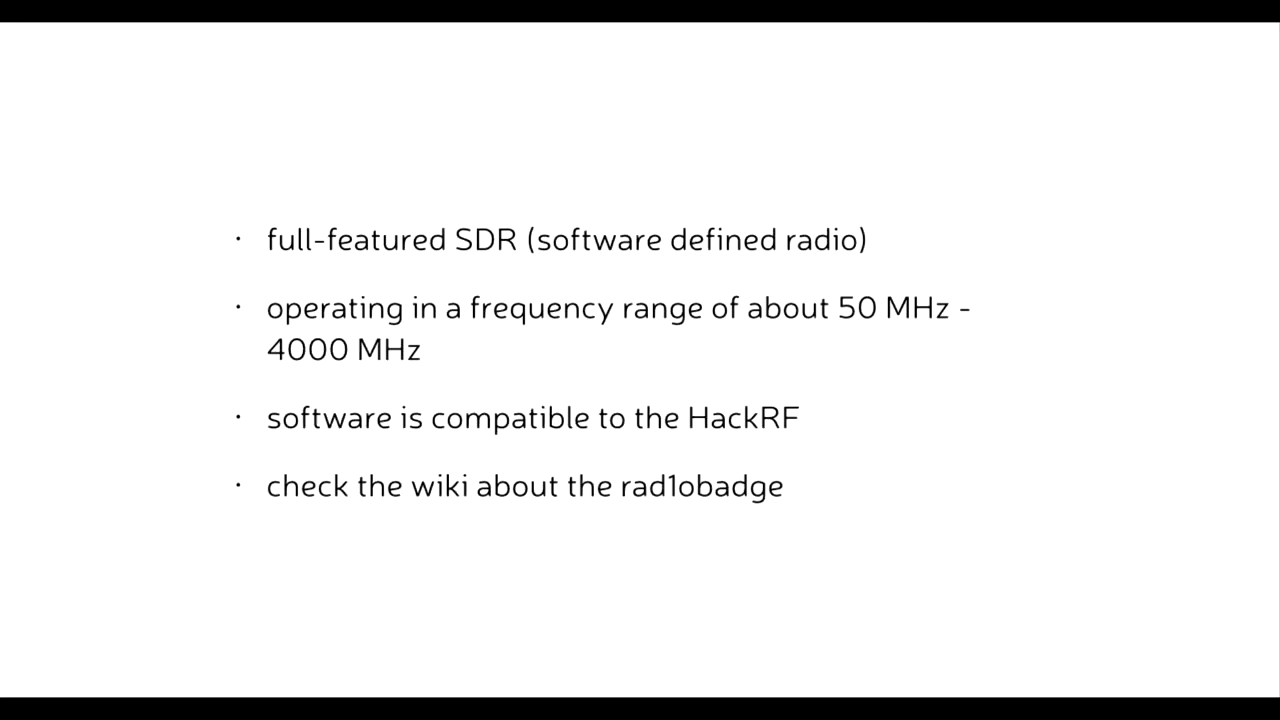 · full-featured SDR (software defined radio)
· operating in a frequency range of about 50 MHz -
4000 MHz
· software is compatible to the HackRF
· check the wiki about the rad1obadge